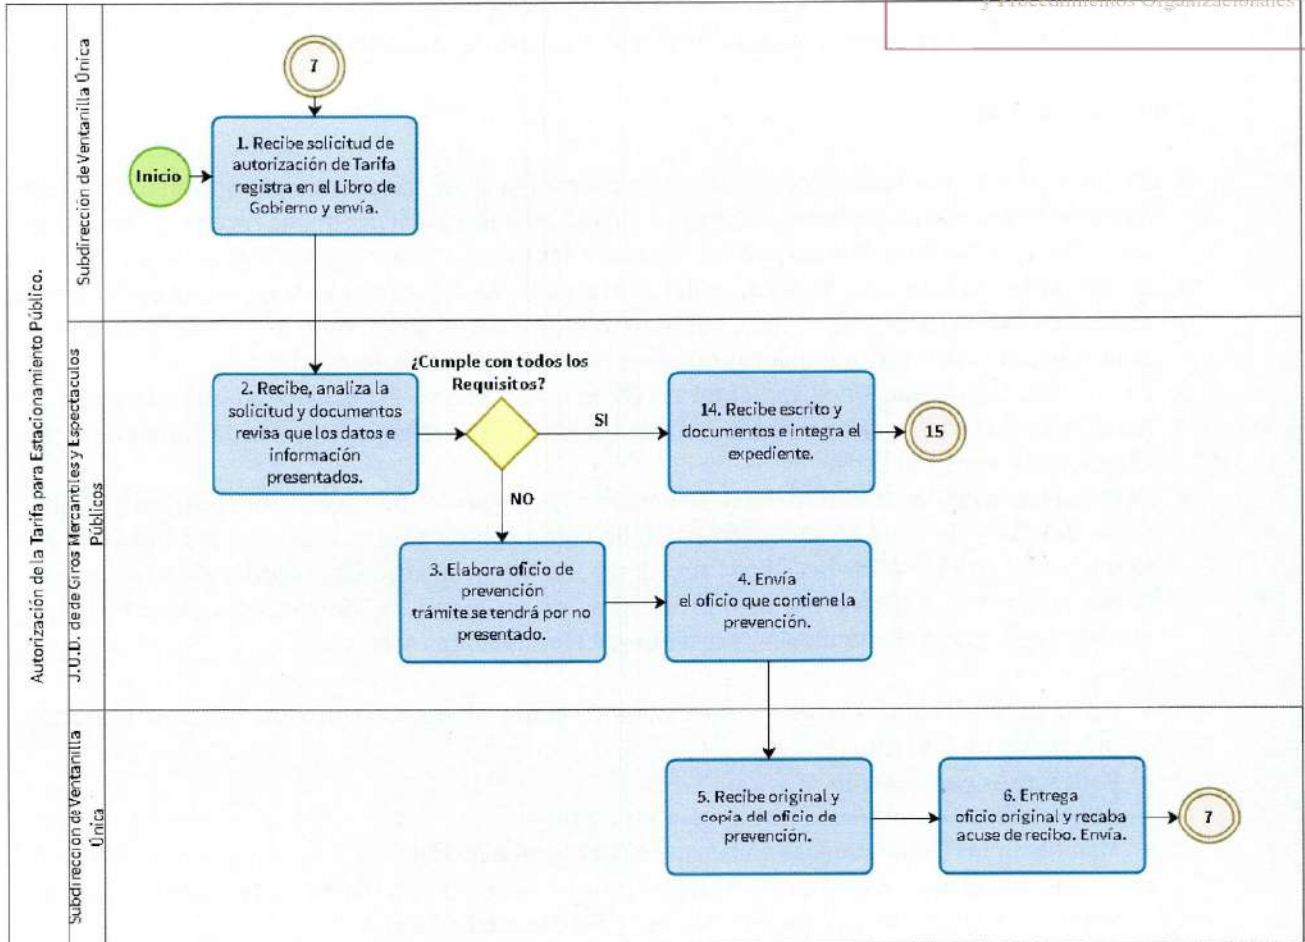 y Procedimientos Organizacionales
Autorización de la Tarifa para Estacionamiento Público.
Subdirección de Ventanilla Única
7
Inicio
1. Recibe solicitud de
autorización de Tarifa
registra en el Libro de
Gobierno y envía.
J.U.D. de de Giros Mercantiles y Espectaculos
Públicos
2. Recibe, analiza la
solicitud y documentos
revisa que los datos e
información
presentados.
¿Cumple con todos los
Requisitos?
SI
14. Recibe escrito y
documentos e integra el
expediente.
15
NO
3. Elabora oficio de
prevención
trámite se tendrá por no
presentado.
4. Envía
el oficio que contiene la
prevención.
Subdirección de Ventanilla
Única
5. Recibe original y
copia del oficio de
prevención.
6. Entrega
oficio original y recaba
acuse de recibo. Envía.
7